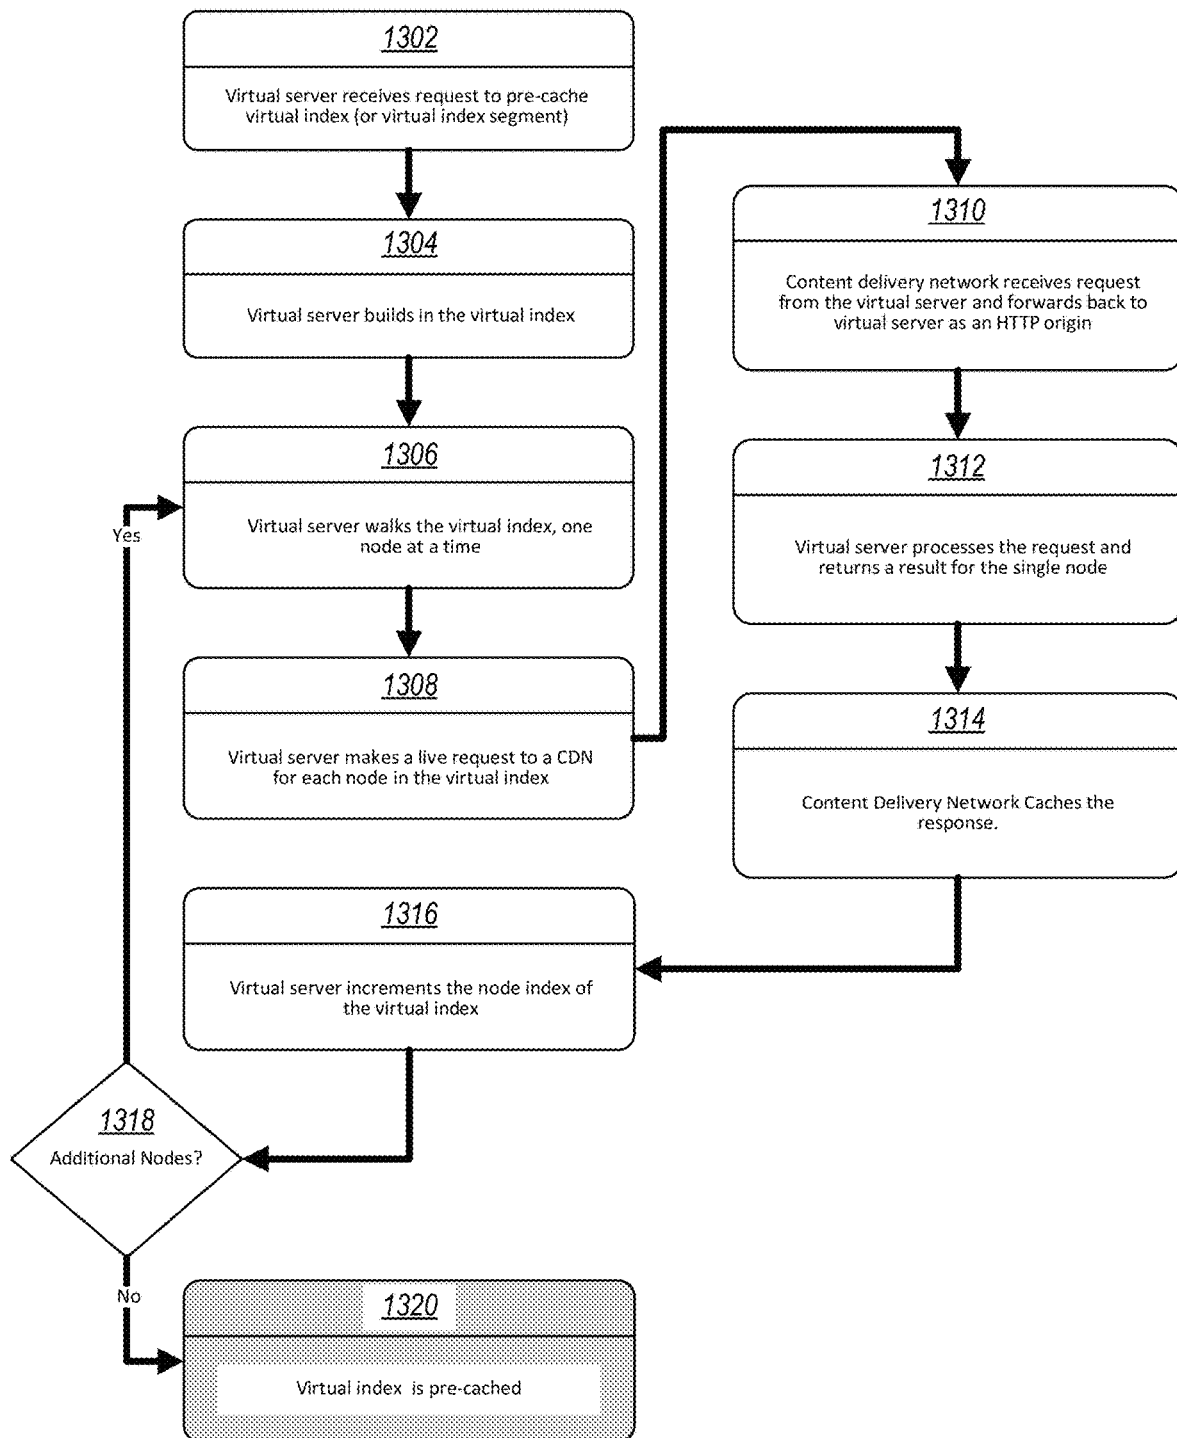 1302
Virtual server receives request to pre-cache
virtual index (or virtual index segment)
1304
Virtual server builds in the virtual index
1306
Virtual server walks the virtual index, one
node at a time
1308
Virtual server makes a live request to a CDN
for each node in the virtual index
1310
Content delivery network receives request
from the virtual server and forwards back to
virtual server as an HTTP origin
1312
Virtual server processes the request and
returns a result for the single node
1314
Content Delivery Network Caches the
response.
1316
Virtual server increments the node index of
the virtual index
1318
Additional Nodes?
Yes
No
1320
Virtual index is pre-cached